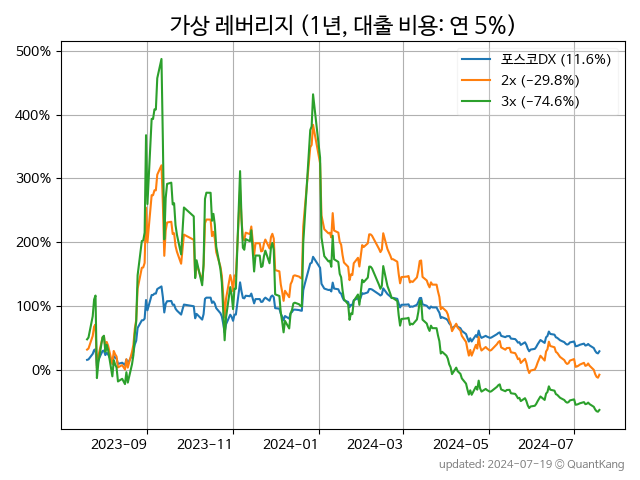 가상 레버리지 (1년, 대출 비용: 연 5%)
포스코DX (11.6%)
2x (−29.8%)
3x (−74.6%)
500%
400%
300%
200%
100%
0%
2023-09
2023-11
2024-01
2024-03
2024-05
2024-07
updated: 2024-07-19 © QuantKang